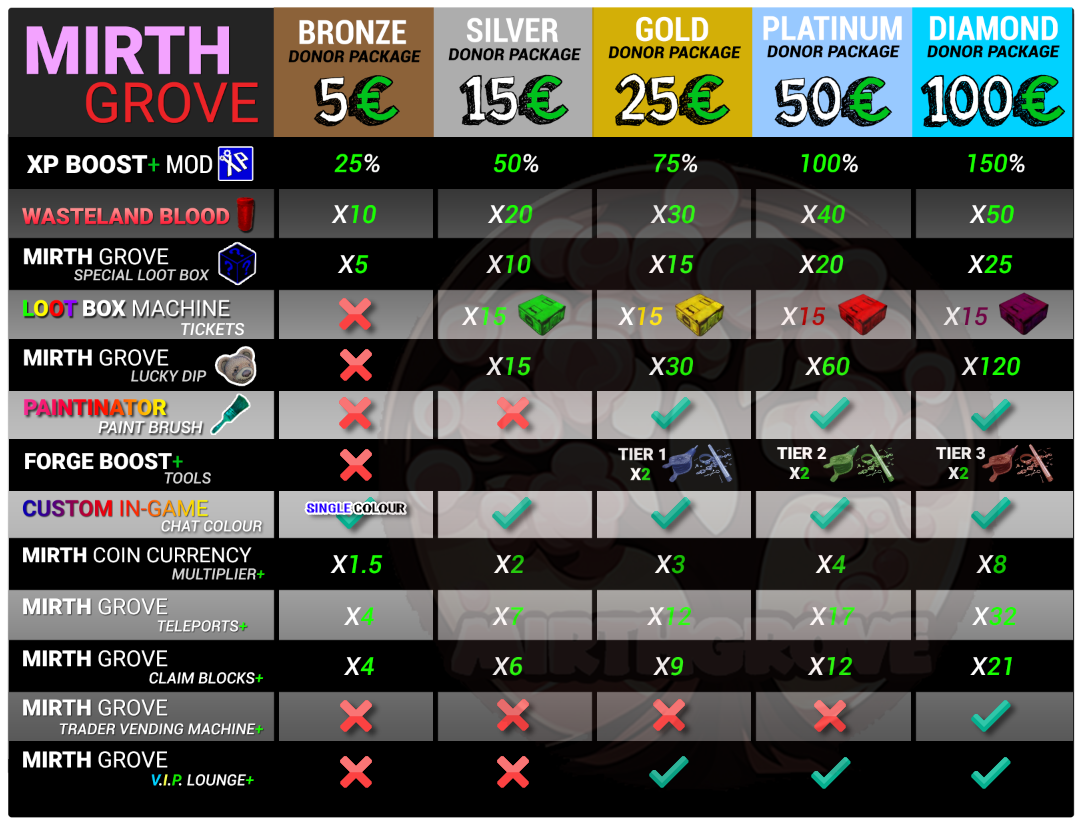 MIRTH
GROVE
BRONZE
DONOR PACKAGE
5€
SILVER
DONOR PACKAGE
15€
GOLD
DONOR PACKAGE
25€
PLATINUM
DONOR PACKAGE
50€
DIAMOND
DONOR PACKAGE
100€
XP BOOST+ MOD XP 25% 50% 75% 100% 150%
WASTELAND BLOOD X10 X20 X30 X40 X50
MIRTH GROVE
SPECIAL LOOT BOX
X5 X10 X15 X20 X25
LOOT BOX MACHINE
TICKETS
X15 X15 X15 X15
MIRTH GROVE
LUCKY DIP
X15 X30 X60 X120
PAINTINATOR
PAINT BRUSH
FORGE BOOST+
TOOLS
TIER 1
X2
TIER 2
X2
TIER 3
X2
CUSTOM IN-GAME
CHAT COLOUR
SINGLE COLOUR
MIRTH COIN CURRENCY
MULTIPLIER+
X1.5 X2 X3 X4 X8
MIRTH GROVE
TELEPORTS+
X4 X7 X12 X17 X32
MIRTH GROVE
CLAIM BLOCKS+
X4 X6 X9 X12 X21
MIRTH GROVE
TRADER VENDING MACHINE+
MIRTH GROVE
V.I.P. LOUNGE+
MIRTHGROVE